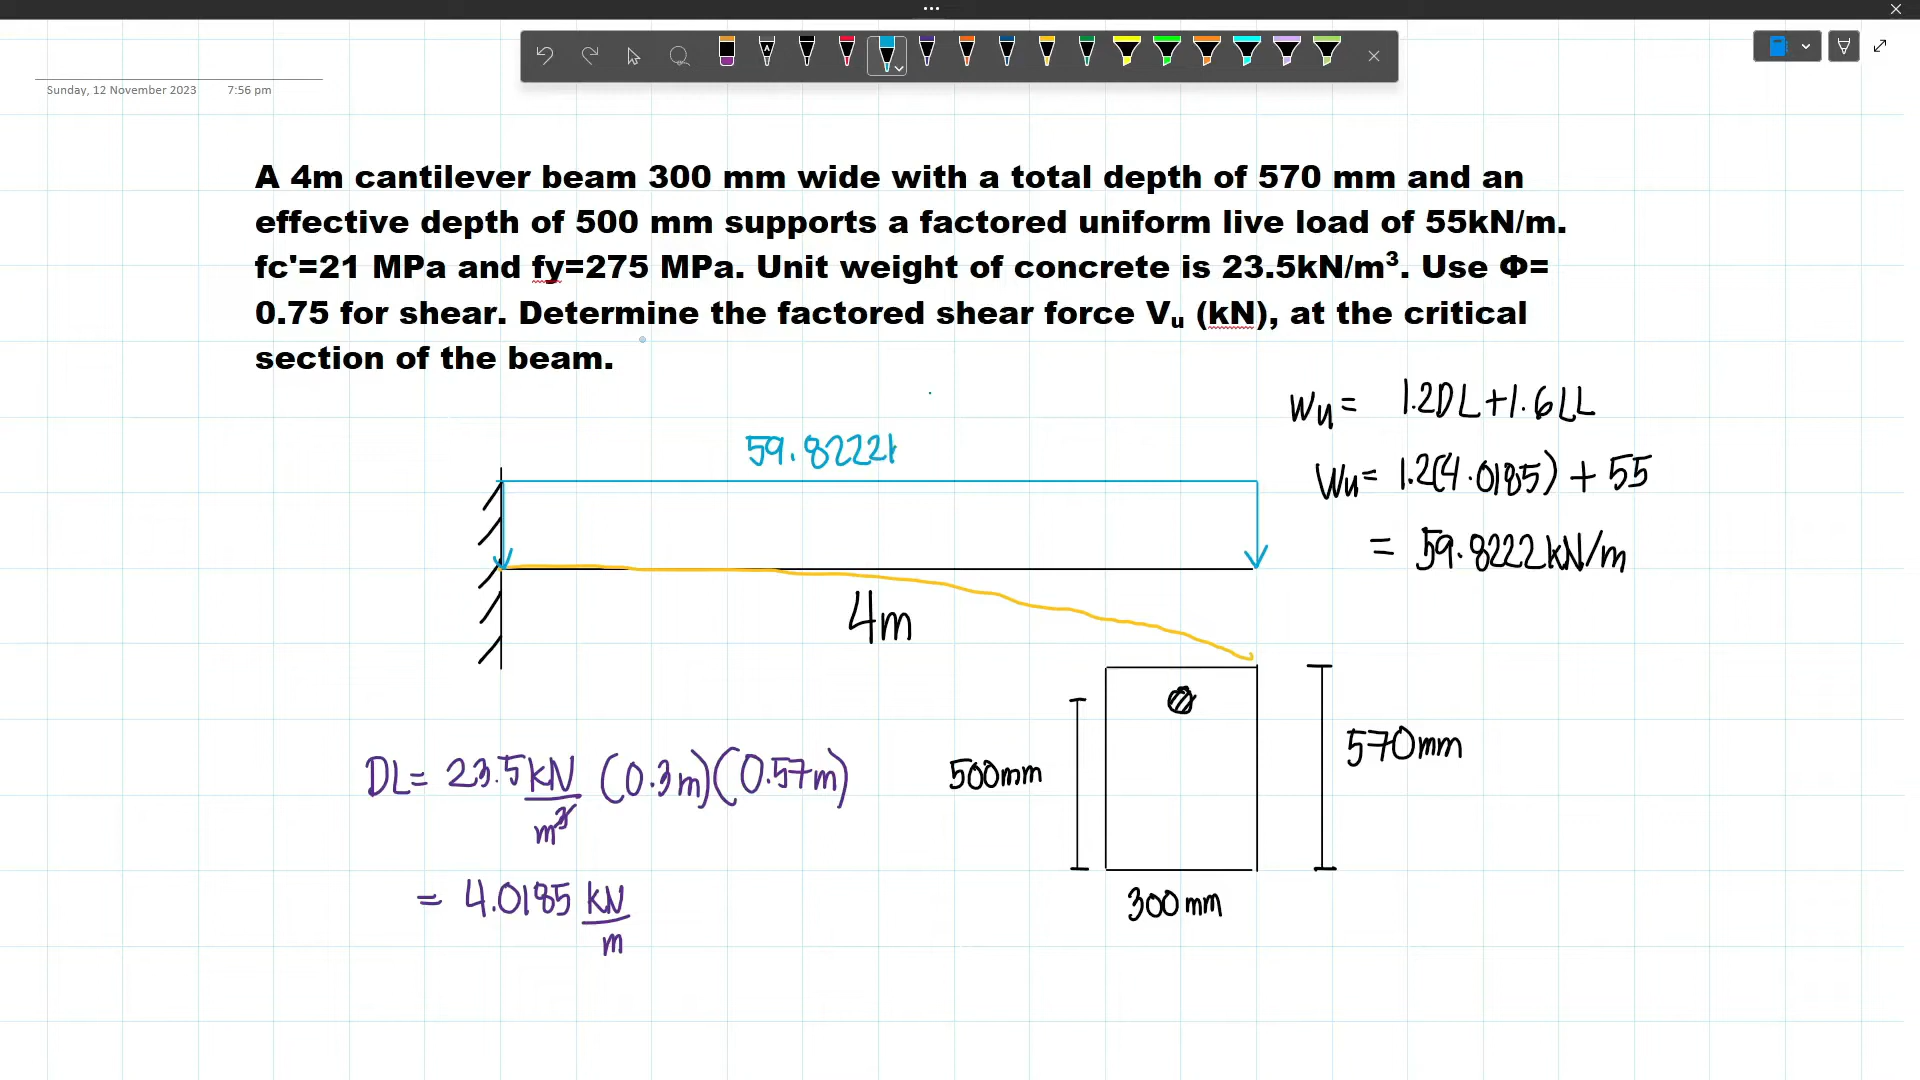 Sunday, 12 November 2023 7:56 pm
A 4m cantilever beam 300 mm wide with a total depth of 570 mm and an
effective depth of 500 mm supports a factored uniform live load of 55kN/m.
fc'=21 MPa and fy=275 MPa. Unit weight of concrete is 23.5kN/m³. Use Φ=
0.75 for shear. Determine the factored shear force Vᵤ (kN), at the critical
section of the beam.
Wu= 1.2DL+1.6LL
Wu= 1.2(4.0185) + 55
= 59.8222kN/m
59.8222k
4m
DL= 23.5 kN/m³ (0.3m)(0.57m)
= 4.0185 kN/m
500mm
570mm
300mm